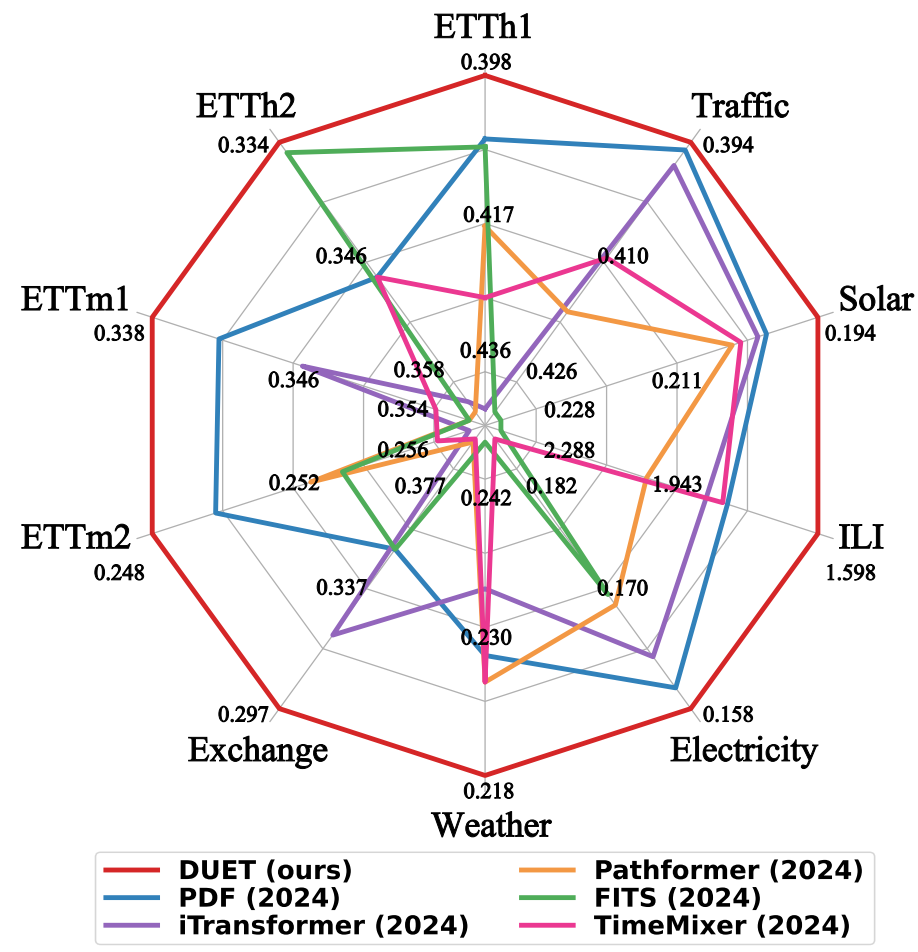 ETTh1
0.398
ETTh2
Traffic
0.334
0.394
0.417
0.346
0.410
ETTm1
Solar
0.338
0.194
0.436
0.358
0.426
0.346
0.211
0.354
0.228
0.256
2.288
0.252
1.943
0.377
0.182
0.242
ETTm2
ILI
0.248
1.598
0.337
0.170
0.230
0.297
0.158
Exchange
Electricity
0.218
Weather
DUET (ours)
PDF (2024)
iTransformer (2024)
Pathformer (2024)
FITS (2024)
TimeMixer (2024)